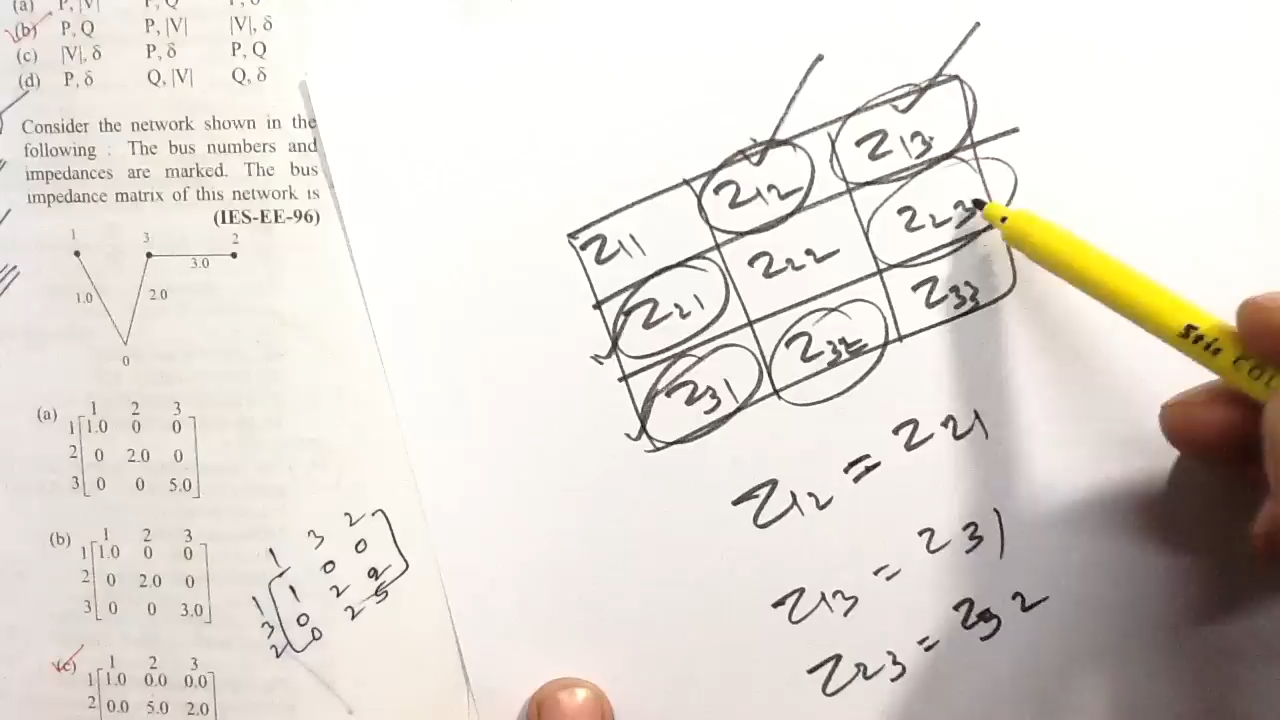 (a) P, |V| P, Q P, δ
(b) P, Q P, |V| |V|, δ
(c) |V|, δ P, δ P, Q
(d) P, δ Q, |V| Q, δ
Consider the network shown in the
following : The bus numbers and
impedances are marked. The bus
impedance matrix of this network is
(IES-EE-96)
1 3 2
3.0
1.0 2.0
0
(a) 1 2 3
1 1.0 0 0
2 0 2.0 0
3 0 0 5.0
(b) 1 2 3
1 1.0 0 0
2 0 2.0 0
3 0 0 3.0
(c) 1 2 3
1 1.0 0.0 0.0
2 0.0 5.0 2.0
1 3 2
1 1 0 0
3 0 2 2
2 0 2 5
Z11 Z12 Z13
Z21 Z22 Z23
Z31 Z32 Z33
Z12 = Z21
Z13 = Z31
Z23 = Z32